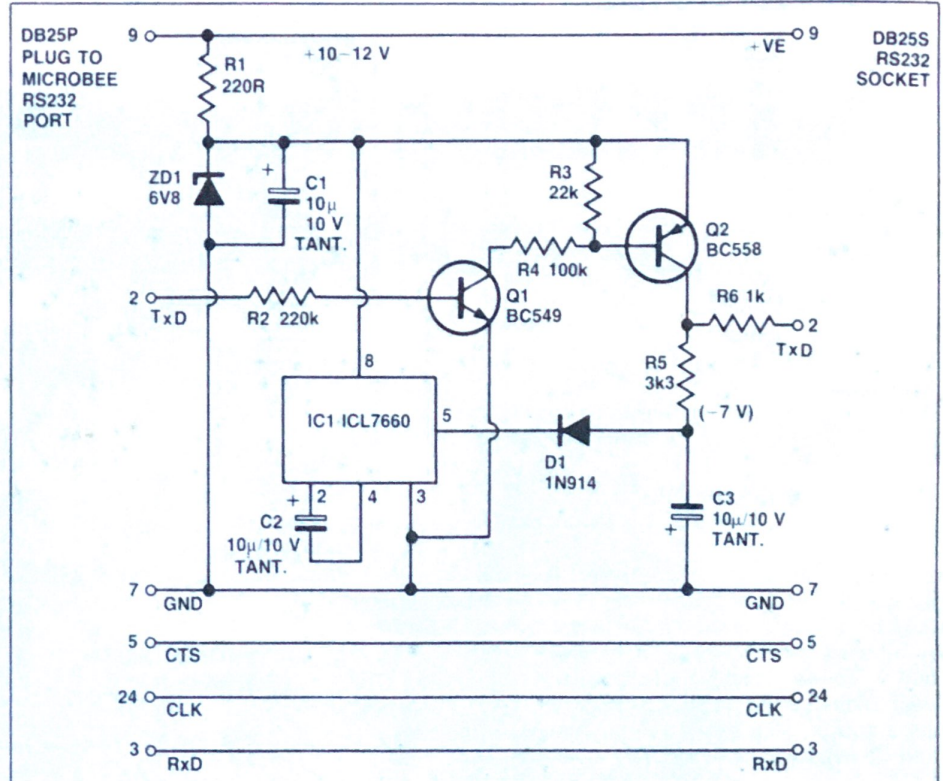 DB25P
PLUG TO
MICROBEE
RS232
PORT
9
+10–12 V
+VE
9
DB25S
RS232
SOCKET
R1
220R
ZD1
6V8
+
C1
10μ
10 V
TANT.
R3
22k
R4 100k
Q2
BC558
2
TxD
R2 220k
Q1
BC549
R6 1k
2
TxD
8
IC1 ICL7660
5
R5
3k3
(−7 V)
D1
1N914
+
2
4
3
C2
10μ/10 V
TANT.
C3
10μ/10 V
TANT.
+
7
GND
GND
7
5
CTS
CTS
5
24
CLK
CLK
24
3
RxD
RxD
3